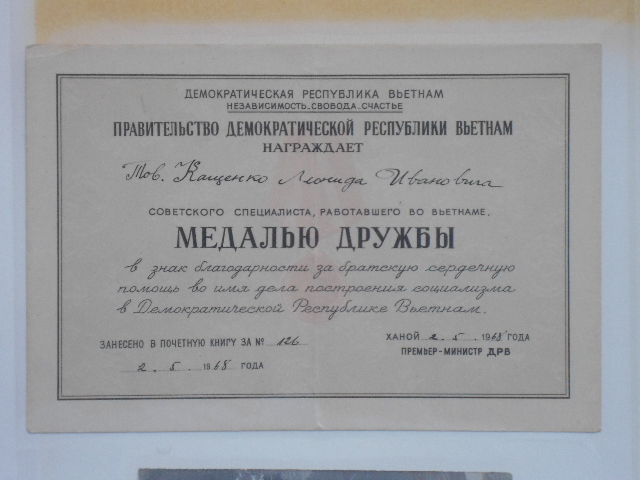 ДЕМОКРАТИЧЕСКАЯ РЕСПУБЛИКА ВЬЕТНАМ
НЕЗАВИСИМОСТЬ-СВОБОДА-СЧАСТЬЕ
ПРАВИТЕЛЬСТВО ДЕМОКРАТИЧЕСКОЙ РЕСПУБЛИКИ ВЬЕТНАМ
НАГРАЖДАЕТ
Тов. Кащенко Леонида Ивановича
СОВЕТСКОГО СПЕЦИАЛИСТА, РАБОТАВШЕГО ВО ВЬЕТНАМЕ,
МЕДАЛЬЮ ДРУЖБЫ
в знак благодарности за братскую сердечную
помощь во имя дела построения социализма
в Демократической Республике Вьетнам.
ЗАНЕСЕНО В ПОЧЕТНУЮ КНИГУ ЗА № 126
2. 5. 1968 ГОДА
ХАНОЙ 2. 5. 1968 ГОДА
ПРЕМЬЕР-МИНИСТР ДРВ